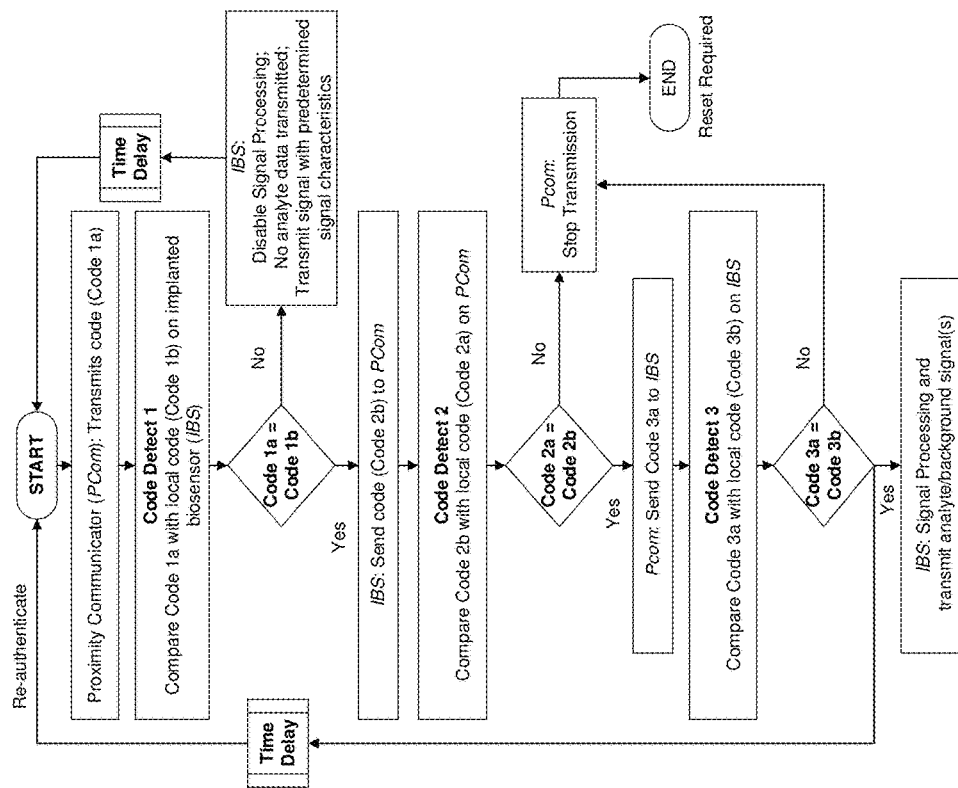 Re-authenticate
START
Proximity Communicator (PCom): Transmits code (Code 1a)
Code Detect 1
Compare Code 1a with local code (Code 1b) on implanted
biosensor (IBS)
Time
Delay
Code 1a =
Code 1b
No
IBS:
Disable Signal Processing;
No analyte data transmitted;
Transmit signal with predetermined
signal characteristics
Yes
IBS: Send code (Code 2b) to PCom
Code Detect 2
Compare Code 2b with local code (Code 2a) on PCom
Code 2a =
Code 2b
No
Pcom:
Stop Transmission
END
Reset Required
Yes
Pcom: Send Code 3a to IBS
Code Detect 3
Compare Code 3a with local code (Code 3b) on IBS
Code 3a =
Code 3b
No
Yes
IBS: Signal Processing and
transmit analyte/background signal(s)
Time
Delay